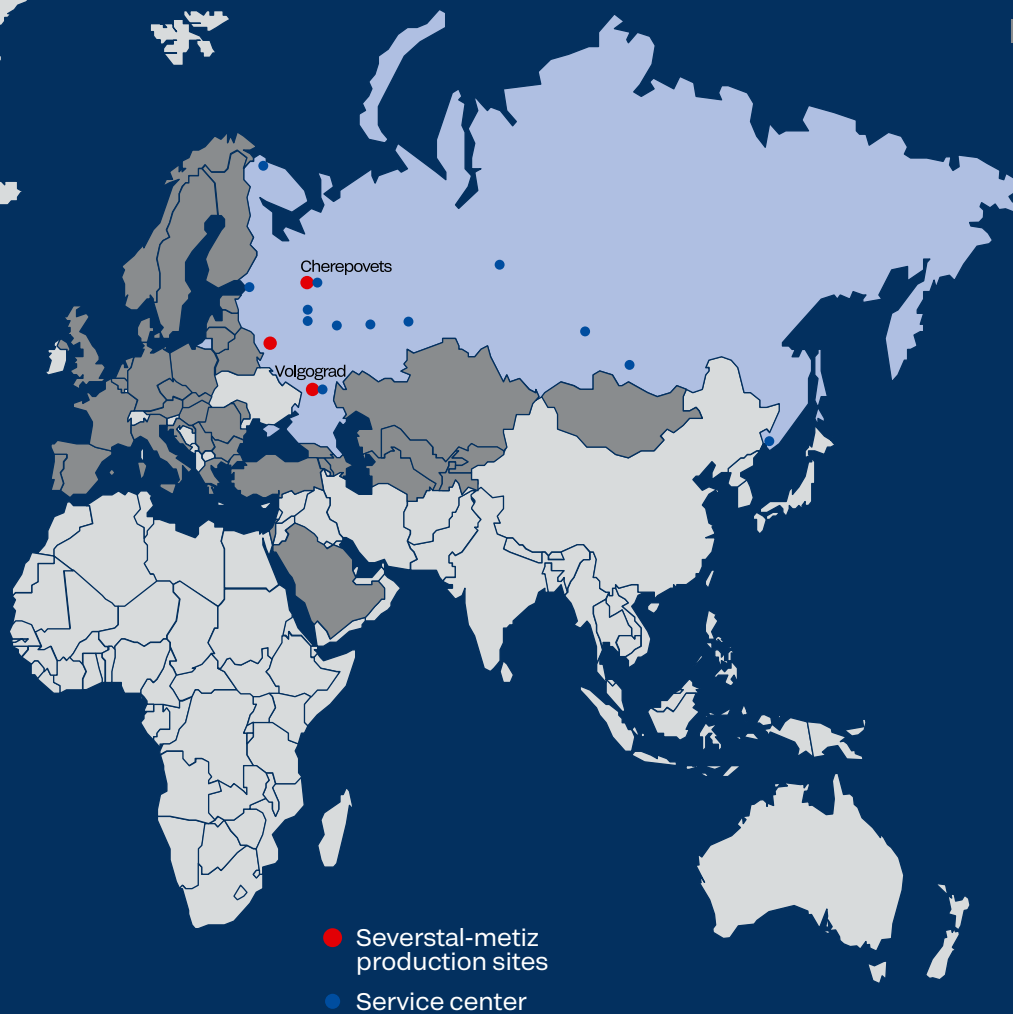 Cherepovets
Volgograd
Severstal-metiz
production sites
Service center